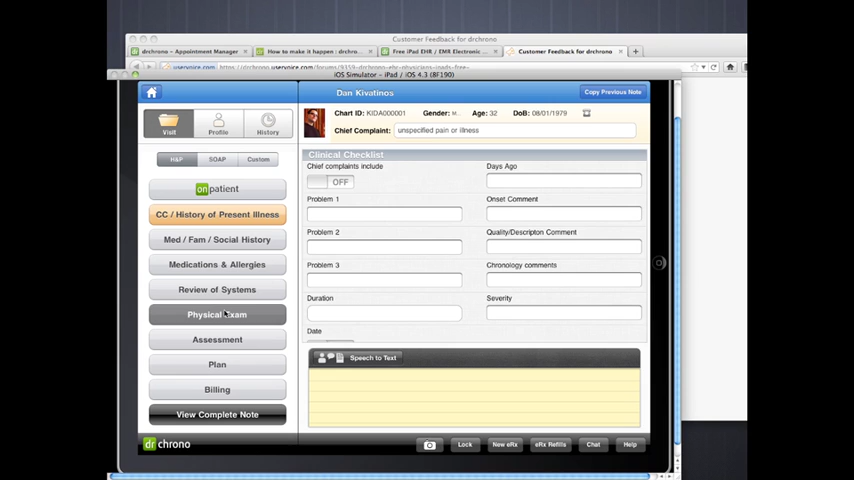 Customer Feedback for drchrono
drchrono – Appointment Manager
How to make it happen | drchro...
Free iPad EHR / EMR Electronic ...
Customer Feedback for drchrono
iOS Simulator – iPad / iOS 4.3 (8F190)
Dan Kivatinos
Copy Previous Note
Visit
Profile
History
Chart ID: KIDA000001 Gender: M.. Age: 32 DoB: 08/01/1979
Chief Complaint: unspecified pain or illness
H&P
SOAP
Custom
onpatient
CC / History of Present Illness
Med / Fam / Social History
Medications & Allergies
Review of Systems
Physical Exam
Assessment
Plan
Billing
View Complete Note
Clinical Checklist
Chief complaints include
OFF
Days Ago
Problem 1
Onset Comment
Problem 2
Quality/Descripton Comment
Problem 3
Chronology comments
Duration
Severity
Date
Speech to Text
drchrono
Lock
New eRx
eRx Refills
Chat
Help